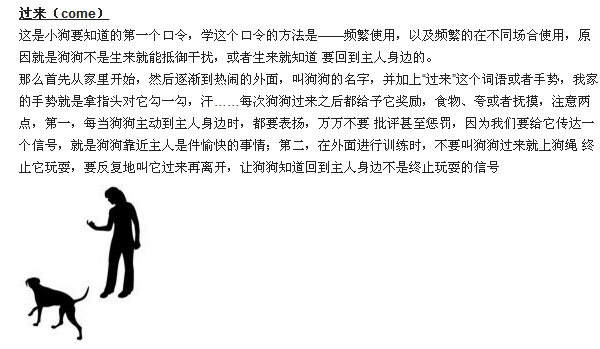 过来（come）
这是小狗要知道的第一个口令，学这个口令的方法是——频繁使用，以及频繁的在不同场合使用，原
因就是狗狗不是生来就能抵御干扰，或者生来就知道 要回到主人身边的。
那么首先从家里开始，然后逐渐到热闹的外面，叫狗狗的名字，并加上“过来”这个词语或者手势，我家
的手势就是拿指头对它勾一勾，汗……每次狗狗过来之后都给予它奖励，食物、夸或者抚摸，注意两
点，第一，每当狗狗主动到主人身边时，都要表扬，万万不要 批评甚至惩罚，因为我们要给它传达一
个信号，就是狗狗靠近主人是件愉快的事情；第二，在外面进行训练时，不要叫狗狗过来就上狗绳 终
止它玩耍，要反复地叫它过来再离开，让狗狗知道回到主人身边不是终止玩耍的信号